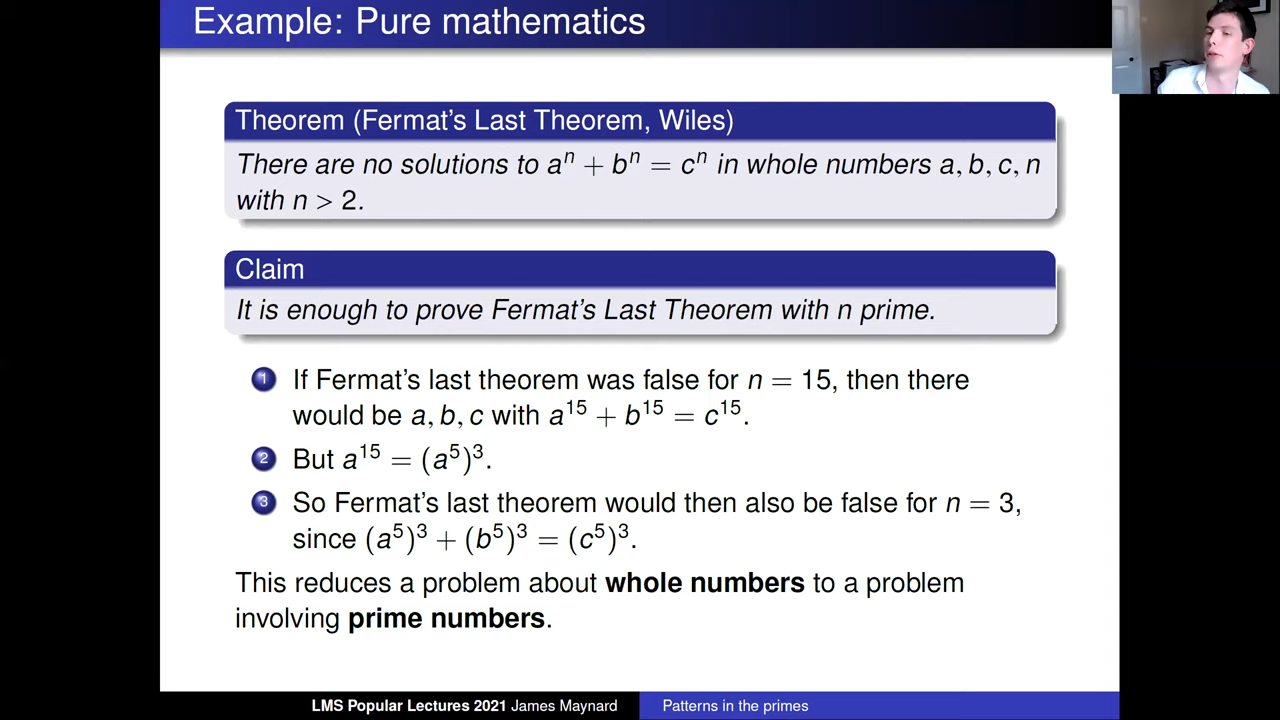 Example: Pure mathematics
Theorem (Fermat's Last Theorem, Wiles)
There are no solutions to aⁿ + bⁿ = cⁿ in whole numbers a, b, c, n
with n > 2.
Claim
It is enough to prove Fermat's Last Theorem with n prime.
1 If Fermat's last theorem was false for n = 15, then there
would be a, b, c with a¹⁵ + b¹⁵ = c¹⁵.
2 But a¹⁵ = (a⁵)³.
3 So Fermat's last theorem would then also be false for n = 3,
since (a⁵)³ + (b⁵)³ = (c⁵)³.
This reduces a problem about whole numbers to a problem
involving prime numbers.
LMS Popular Lectures 2021 James Maynard Patterns in the primes